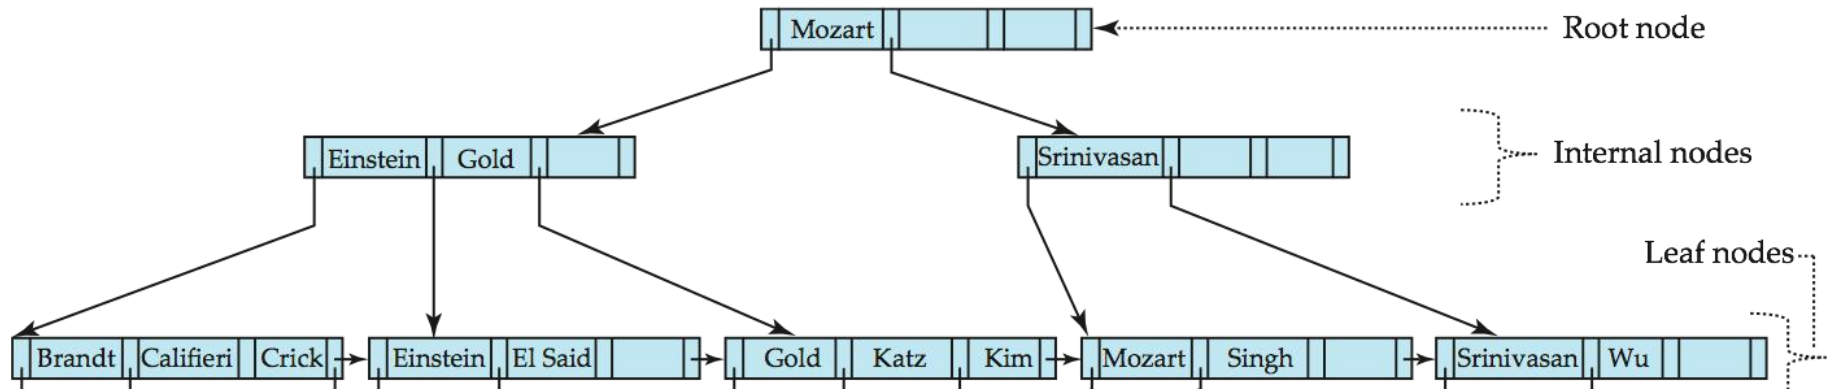 Mozart Root node
Einstein Gold Srinivasan Internal nodes
Leaf nodes
Brandt Califieri Crick Einstein El Said Gold Katz Kim Mozart Singh Srinivasan Wu